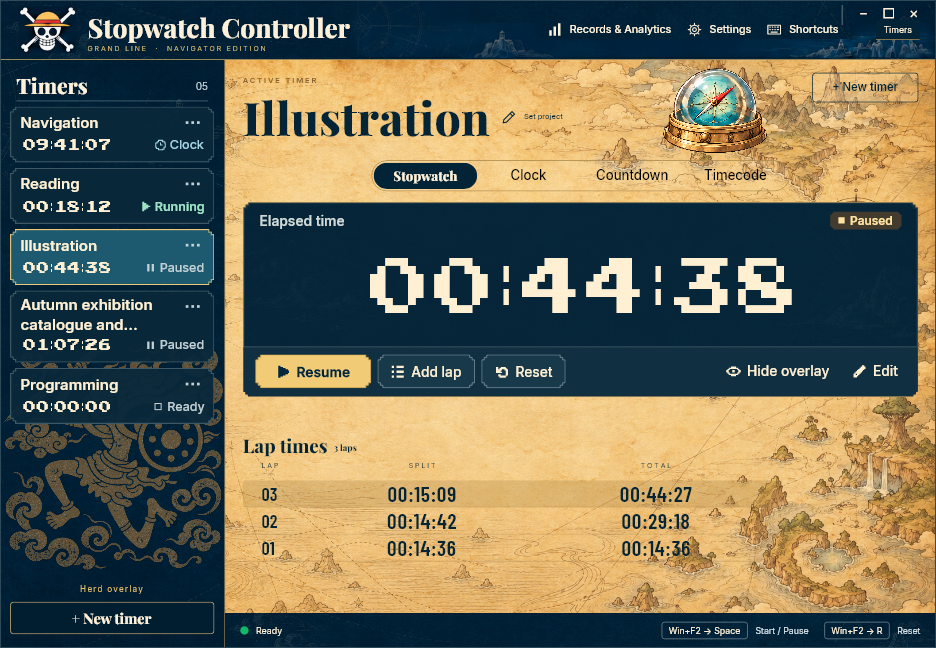 Stopwatch Controller
GRAND LINE · NAVIGATOR EDITION
Records & Analytics
Settings
Shortcuts
Timers
Timers
05
Navigation
09:41:07
Clock
Reading
00:18:12
Running
Illustration
00:44:38
Paused
Autumn exhibition
catalogue and...
01:07:26
Paused
Programming
00:00:00
Ready
Herd overlay
+ New timer
ACTIVE TIMER
Illustration
Set project
+ New timer
Stopwatch
Clock
Countdown
Timecode
Elapsed time
Paused
00:44:38
Resume
Add lap
Reset
Hide overlay
Edit
Lap times 3 laps
LAP SPLIT TOTAL
03 00:15:09 00:44:27
02 00:14:42 00:29:18
01 00:14:36 00:14:36
Ready
Win+F2 → Space
Start / Pause
Win+F2 → R
Reset